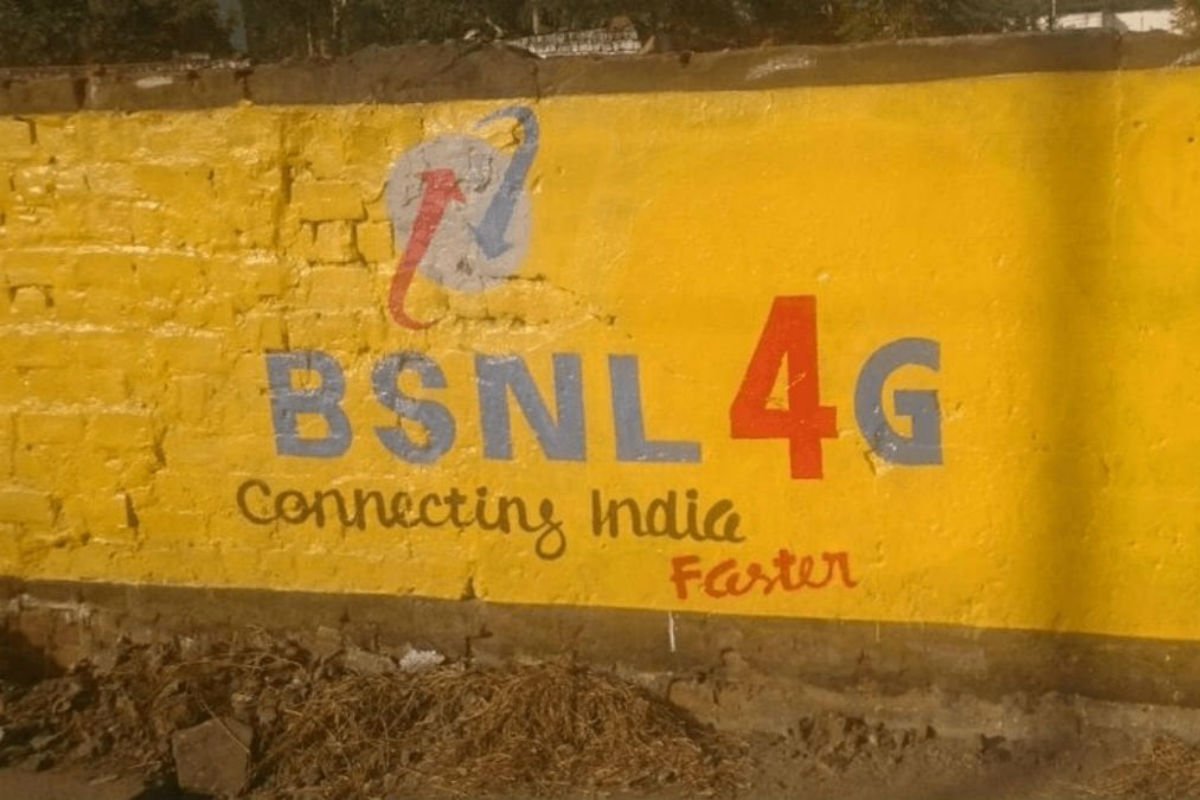 BSNL 4G
Connecting India
Faster